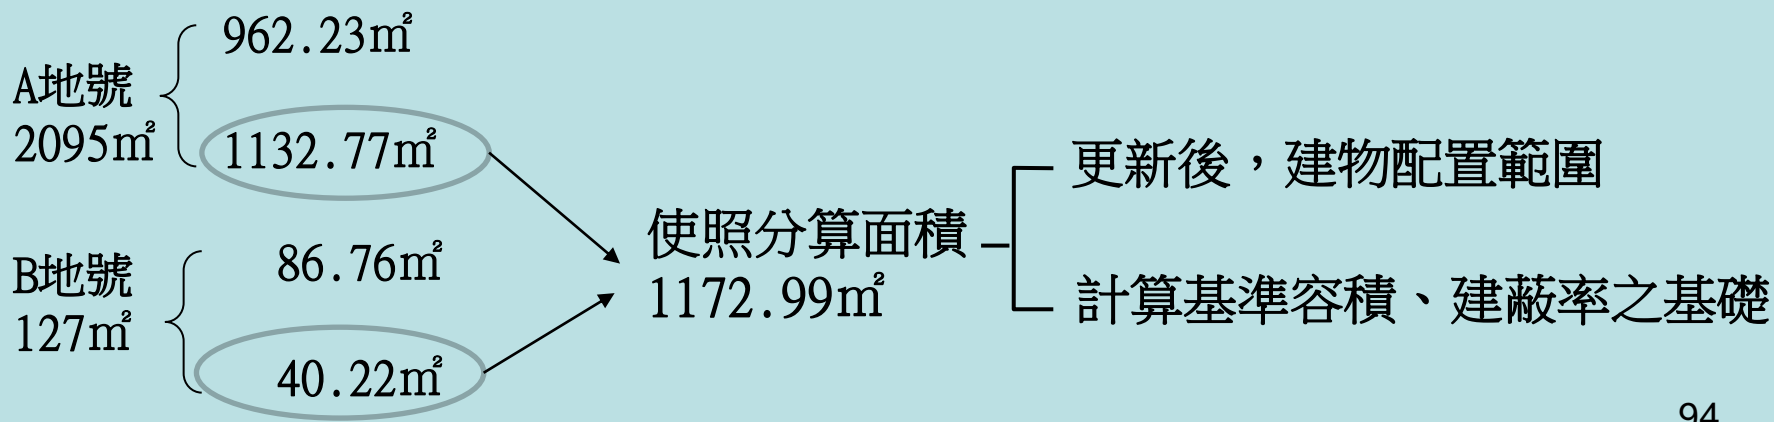 A地號
2095㎡
962.23㎡
1132.77㎡
B地號
127㎡
86.76㎡
40.22㎡
使照分算面積
1172.99㎡
更新後，建物配置範圍
計算基準容積、建蔽率之基礎
94